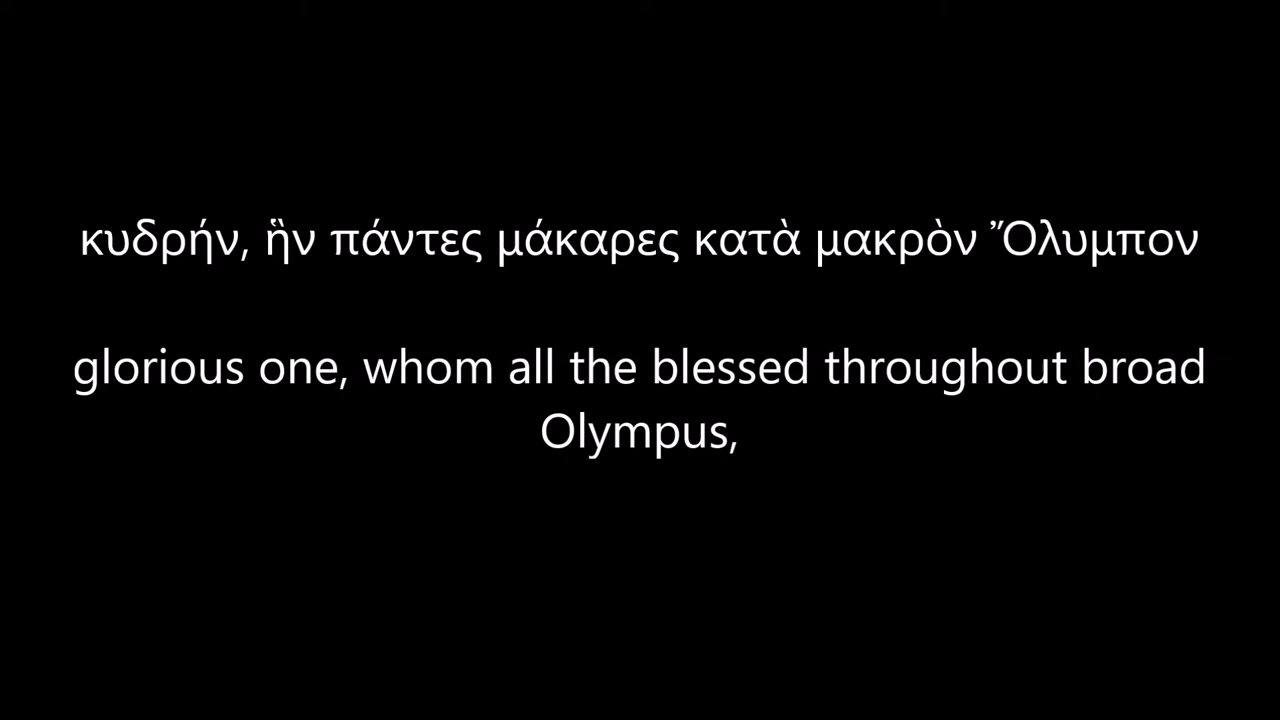 κυδρήν, ἣν πάντες μάκαρες κατὰ μακρὸν Ὄλυμπον
glorious one, whom all the blessed throughout broad
Olympus,